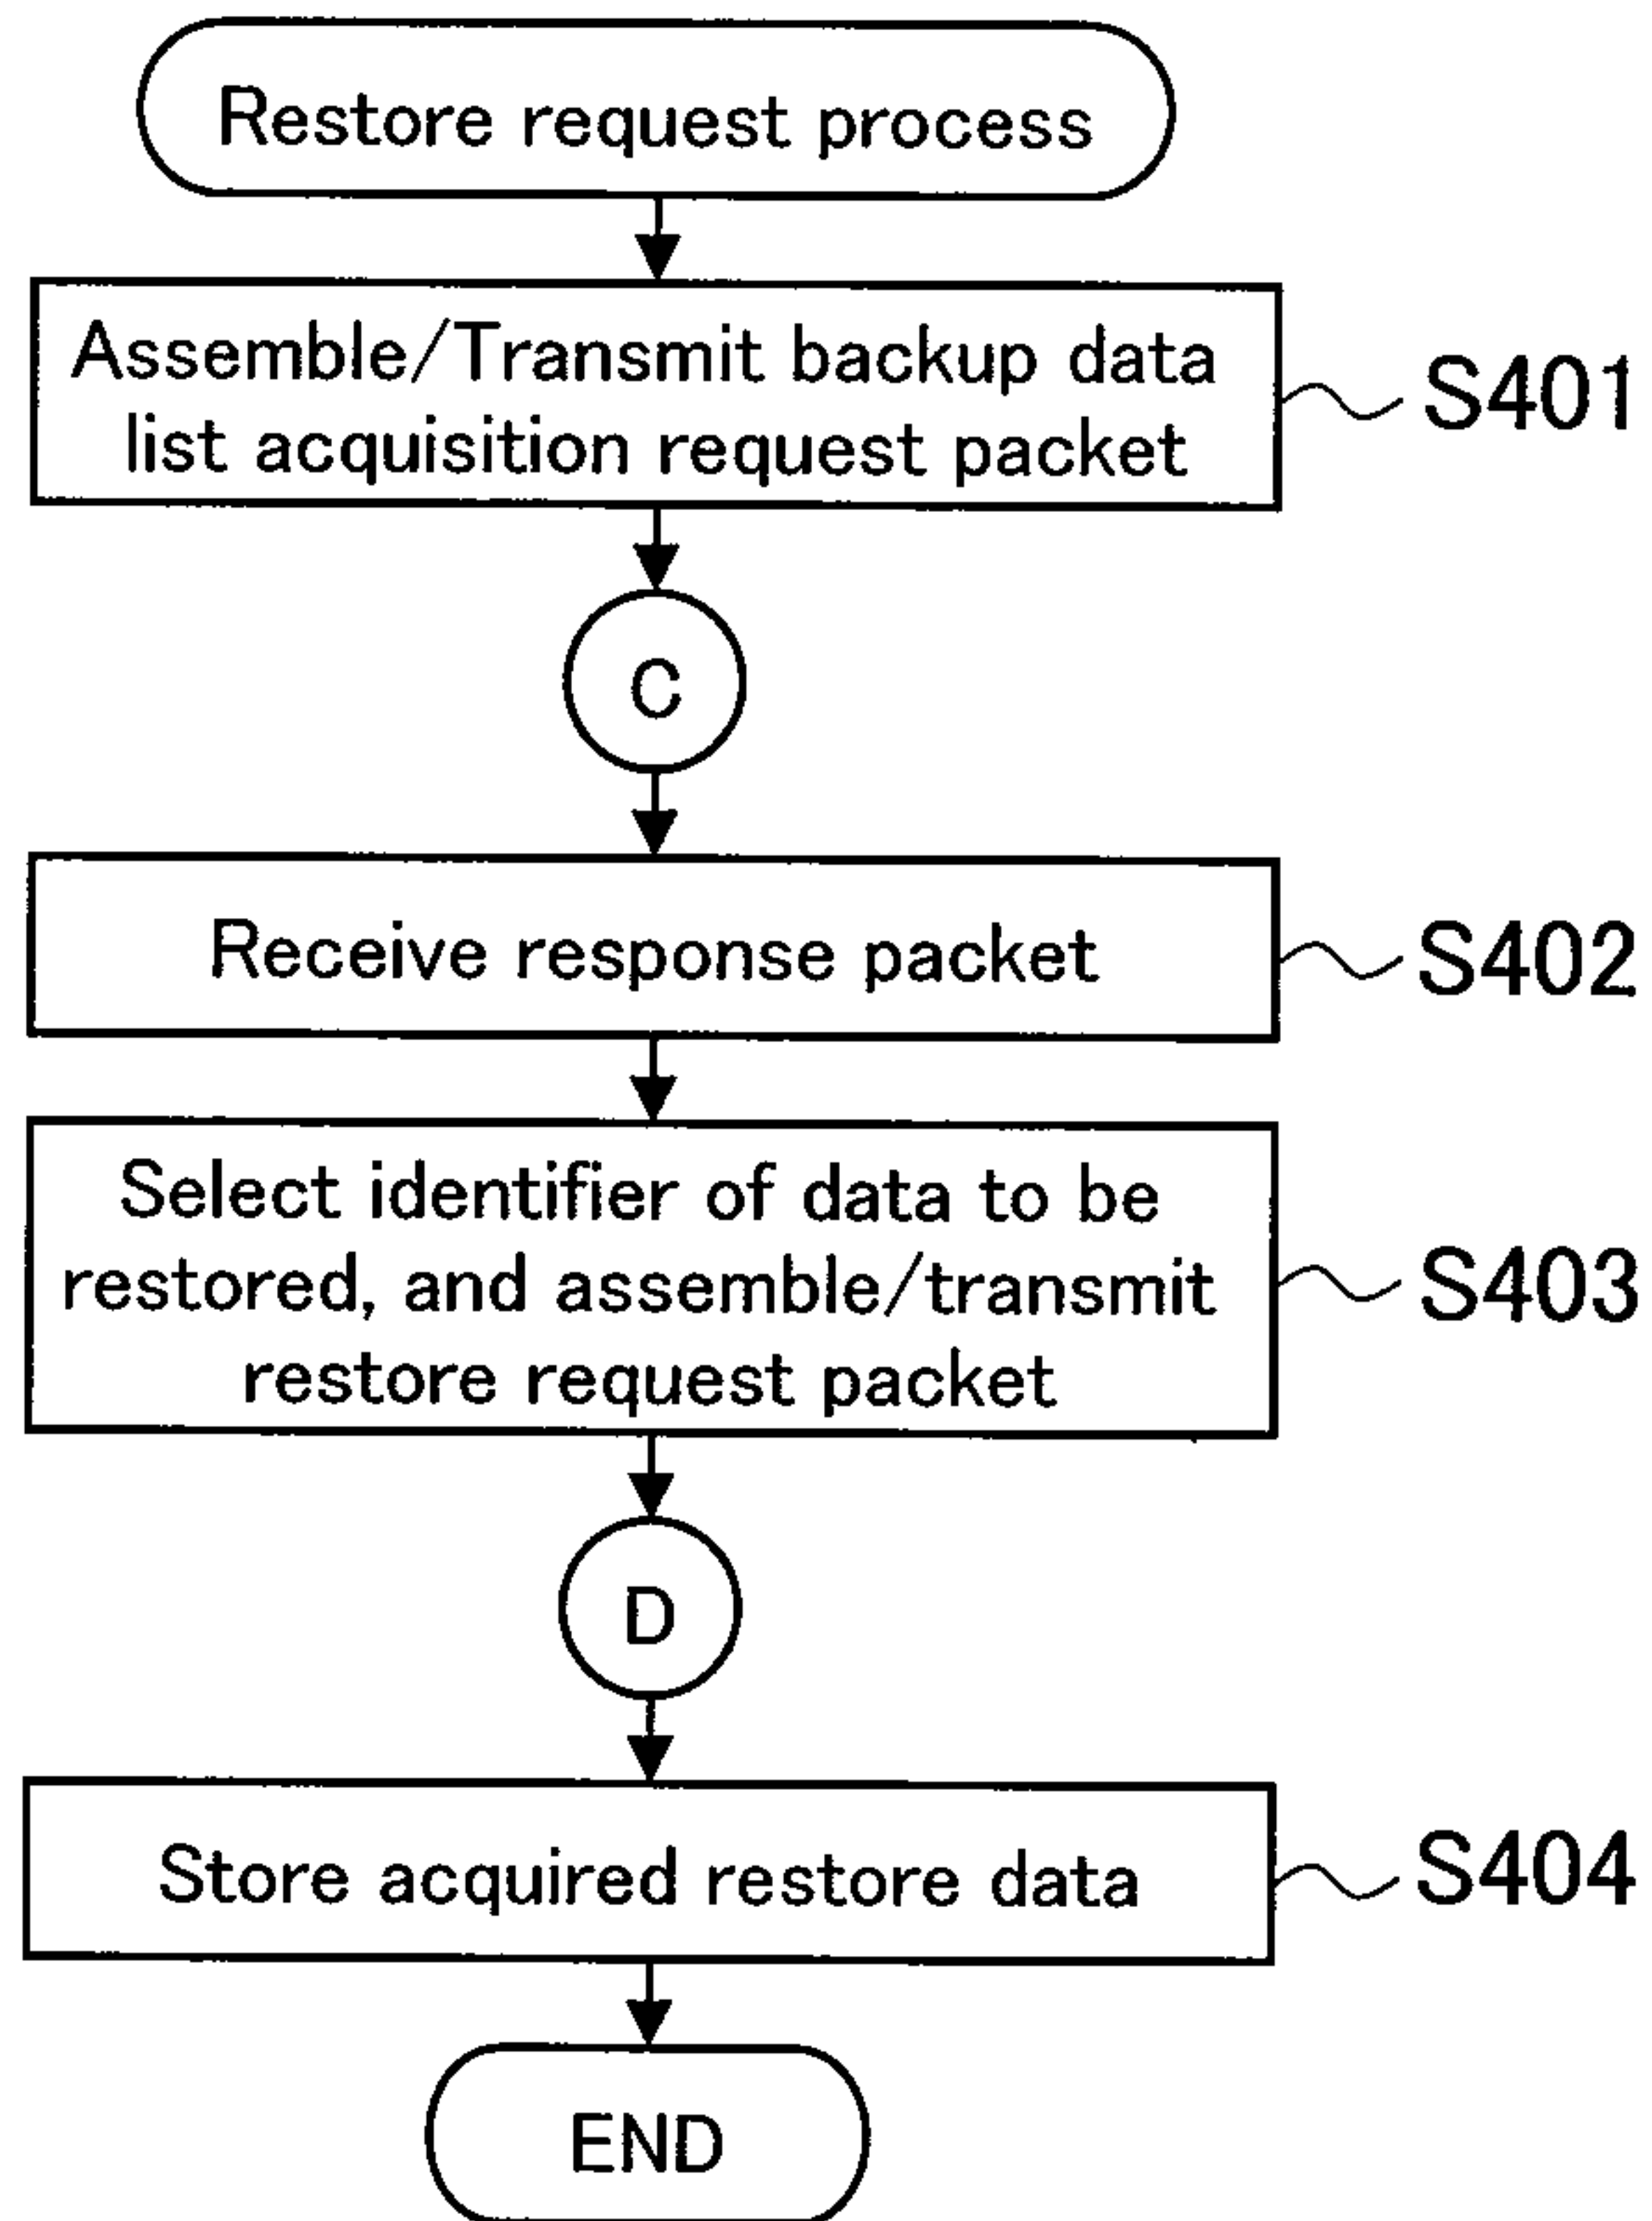 Restore request process
Assemble/Transmit backup data
list acquisition request packet
S401
C
Receive response packet
S402
Select identifier of data to be
restored, and assemble/transmit
restore request packet
S403
D
Store acquired restore data
S404
END